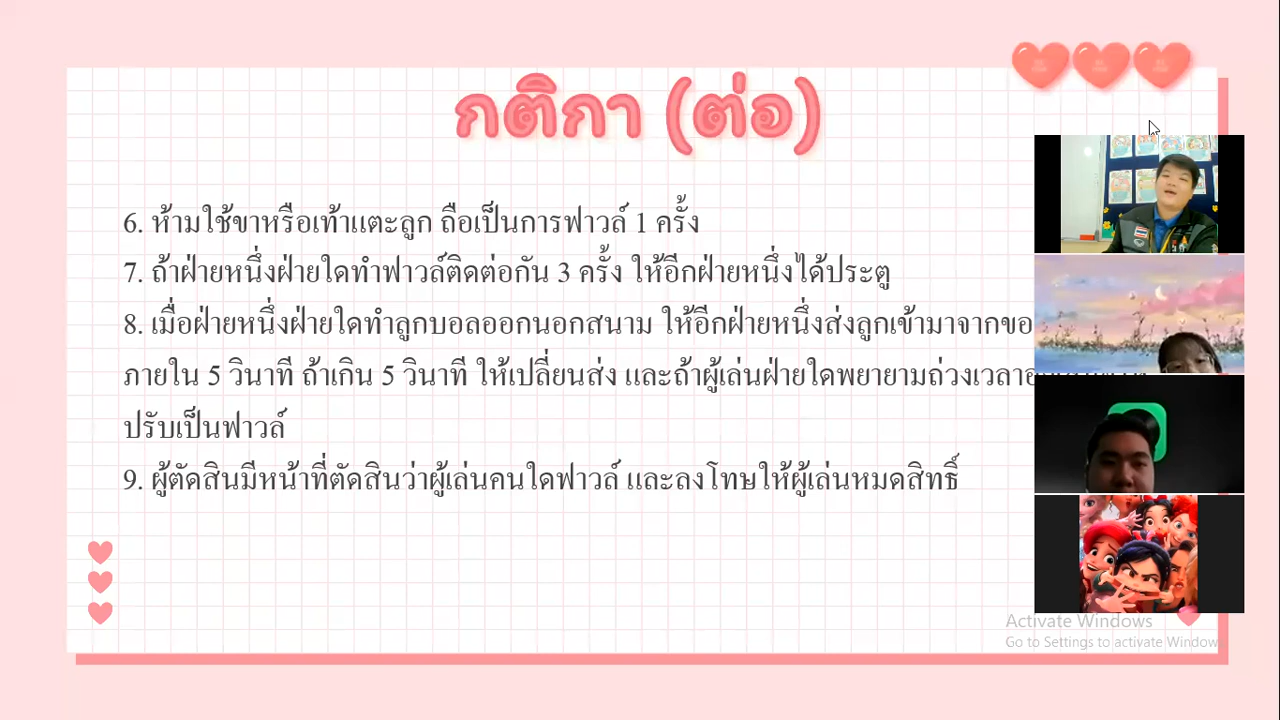 กติกา (ต่อ)
6. ห้ามใช้ขาหรือเท้าแตะลูก ถือเป็นการฟาวล์ 1 ครั้ง
7. ถ้าฝ่ายหนึ่งฝ่ายใดทำฟาวล์ติดต่อกัน 3 ครั้ง ให้อีกฝ่ายหนึ่งได้ประตู
8. เมื่อฝ่ายหนึ่งฝ่ายใดทำลูกบอลออกนอกสนาม ให้อีกฝ่ายหนึ่งส่งลูกเข้ามาจากขอ
ภายใน 5 วินาที ถ้าเกิน 5 วินาที ให้เปลี่ยนส่ง และถ้าผู้เล่นฝ่ายใดพยายามถ่วงเวลา
ปรับเป็นฟาวล์
9. ผู้ตัดสินมีหน้าที่ตัดสินว่าผู้เล่นคนใดฟาวล์ และลงโทษให้ผู้เล่นหมดสิทธิ์
Activate Windows
Go to Settings to activate Window